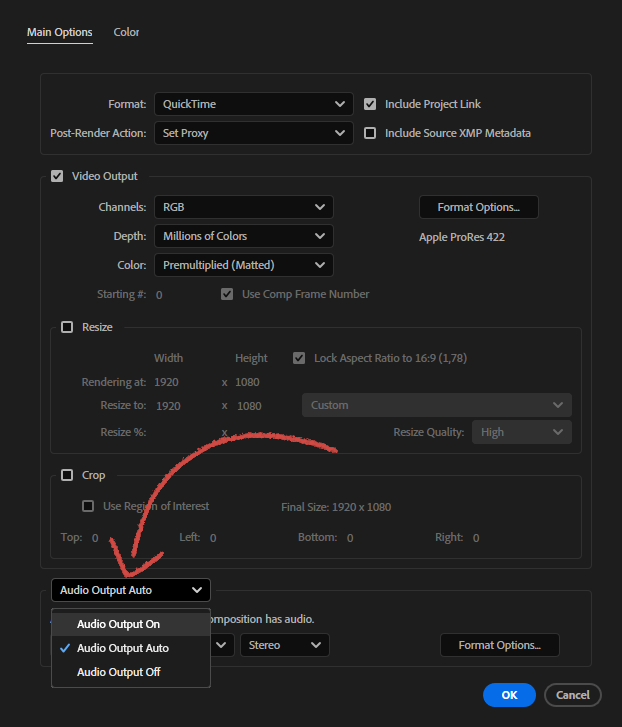 Main Options Color
Format: QuickTime Include Project Link
Post-Render Action: Set Proxy Include Source XMP Metadata
Video Output
Channels: RGB Format Options...
Depth: Millions of Colors Apple ProRes 422
Color: Premultiplied (Matted)
Starting #: 0 Use Comp Frame Number
Resize
Width Height Lock Aspect Ratio to 16:9 (1,78)
Rendering at: 1920 x 1080
Resize to: 1920 x 1080 Custom
Resize %: x Resize Quality: High
Crop
Use Region of Interest Final Size: 1920 x 1080
Top: 0 Left: 0 Bottom: 0 Right: 0
Audio Output Auto
Audio Output On omposition has audio.
Audio Output Auto Stereo Format Options...
Audio Output Off
OK Cancel